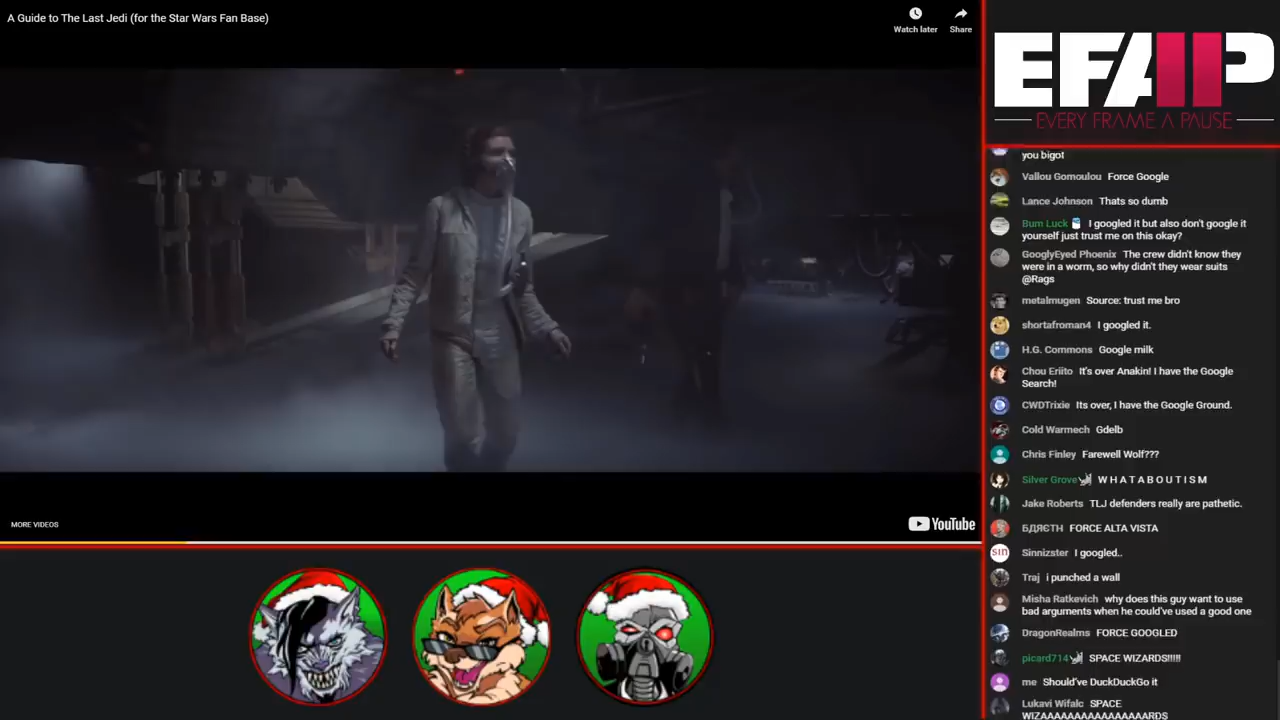 A Guide to The Last Jedi (for the Star Wars Fan Base)
Watch later
Share
MORE VIDEOS
YouTube
EFAP
EVERY FRAME A PAUSE
you bigot
Vallou Gomoulou Force Google
Lance Johnson Thats so dumb
Bum Luck I googled it but also don't google it
yourself just trust me on this okay?
GooglyEyed Phoenix The crew didn't know they
were in a worm, so why didn't they wear suits
@Rags
metalmugen Source: trust me bro
shortafroman4 I googled it.
H.G. Commons Google milk
Chou Eriito It's over Anakin! I have the Google
Search!
CWDTrixie Its over, I have the Google Ground.
Cold Warmech Gdelb
Chris Finley Farewell Wolf???
Silver Grove W H A T A B O U T I S M
Jake Roberts TLJ defenders really are pathetic.
БДЯЄTH FORCE ALTA VISTA
sin
Sinnizster I googled..
Traj i punched a wall
Misha Ratkevich why does this guy want to use
bad arguments when he could've used a good one
DragonRealms FORCE GOOGLED
picard714 SPACE WIZARDS!!!!!
me Should've DuckDuckGo it
Lukavi Wifalc SPACE
WIZAAAAAAAAAAAAAAARDS